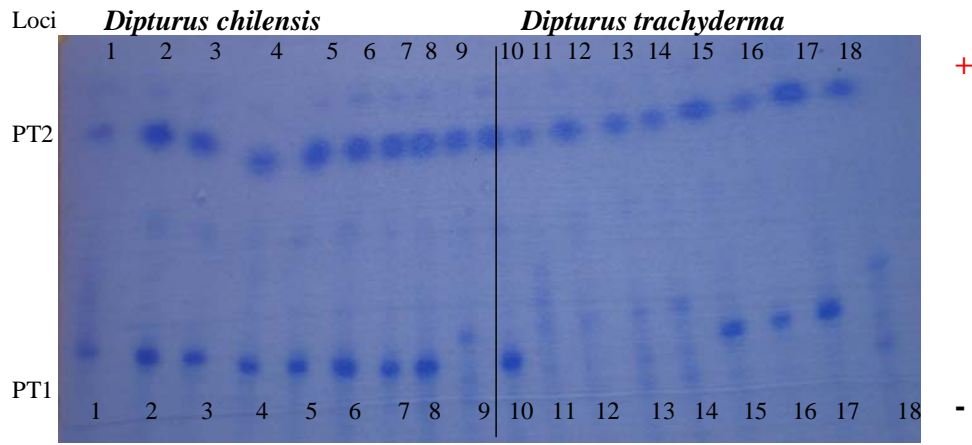 Loci Dipturus chilensis Dipturus trachyderma
1 2 3 4 5 6 7 8 9 10 11 12 13 14 15 16 17 18
+
PT2
PT1
-
1 2 3 4 5 6 7 8 9 10 11 12 13 14 15 16 17 18